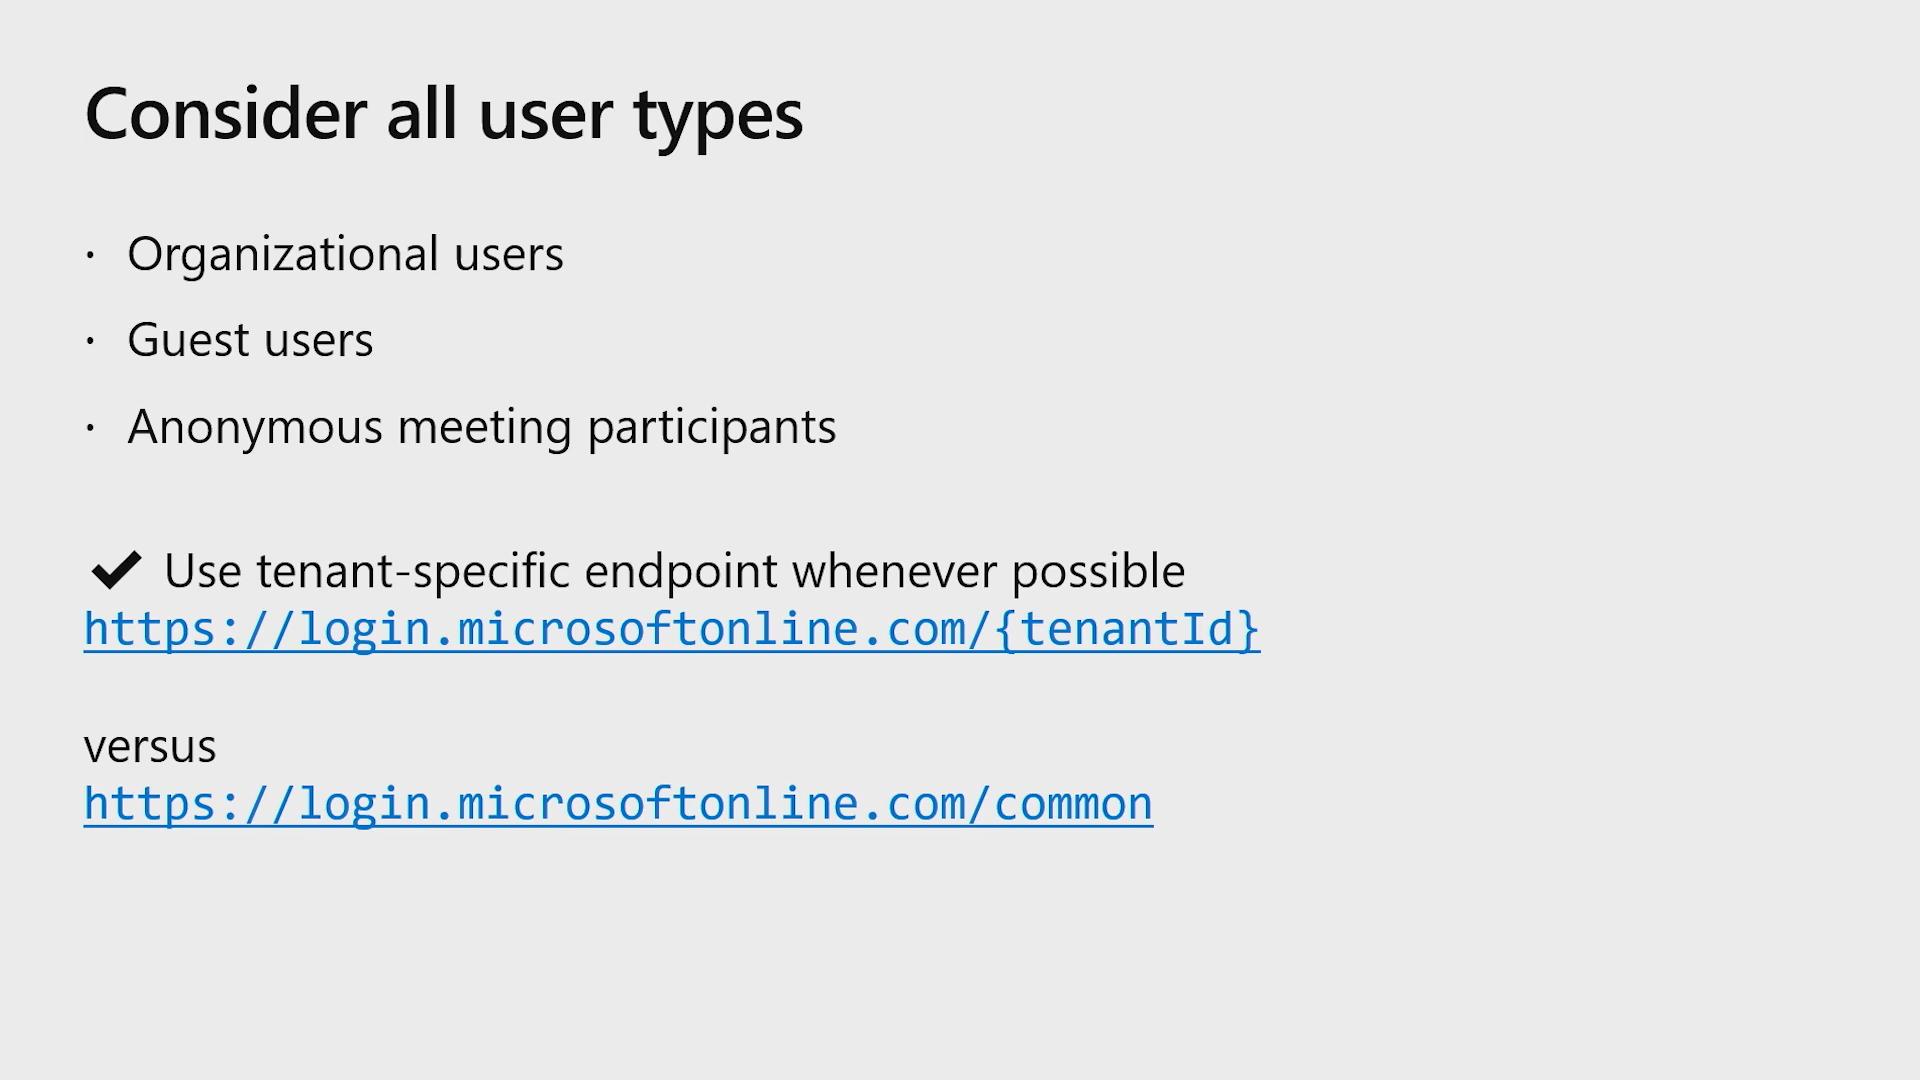 Consider all user types
· Organizational users
· Guest users
· Anonymous meeting participants
✔ Use tenant-specific endpoint whenever possible
https://login.microsoftonline.com/{tenantId}
versus
https://login.microsoftonline.com/common